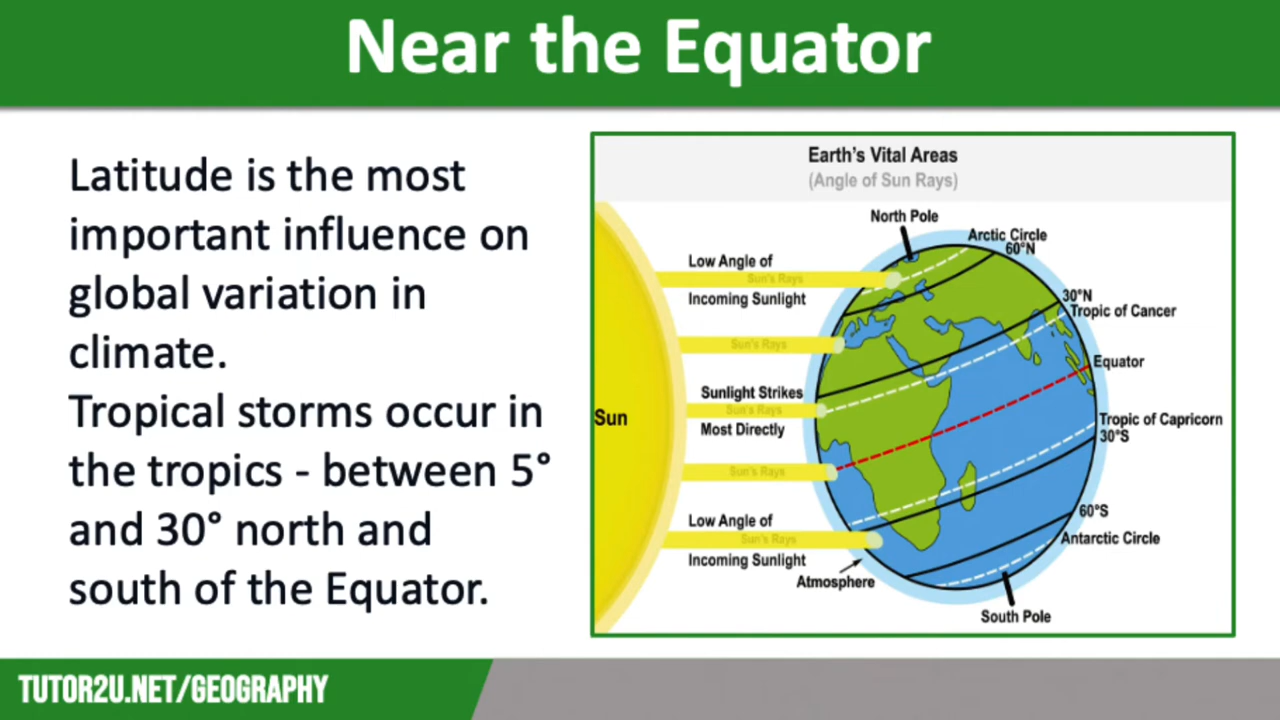 Near the Equator
Latitude is the most
important influence on
global variation in
climate.
Tropical storms occur in
the tropics - between 5°
and 30° north and
south of the Equator.
Earth's Vital Areas
(Angle of Sun Rays)
North Pole
Arctic Circle
60°N
Low Angle of
Sun's Rays
Incoming Sunlight
30°N
Tropic of Cancer
Sun's Rays
Equator
Sunlight Strikes
Sun's Rays
Most Directly
Sun
Tropic of Capricorn
30°S
Sun's Rays
60°S
Low Angle of
Sun's Rays
Incoming Sunlight
Antarctic Circle
Atmosphere
South Pole
TUTOR2U.NET/GEOGRAPHY